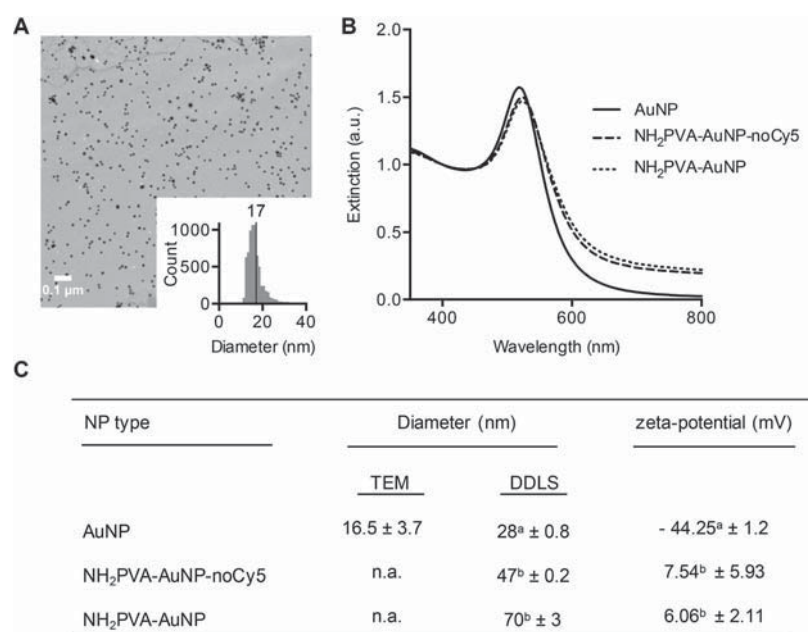 A
17
1000
500
0
Count
0 20 40
Diameter (nm)
0.1 µm
B
2.0
1.5
1.0
0.5
0.0
Extinction (a.u.)
400 600 800
Wavelength (nm)
AuNP
NH₂PVA-AuNP-noCy5
NH₂PVA-AuNP
C
NP type Diameter (nm) zeta-potential (mV)
TEM DDLS
AuNP 16.5 ± 3.7 28ᵃ ± 0.8 - 44.25ᵃ ± 1.2
NH₂PVA-AuNP-noCy5 n.a. 47ᵇ ± 0.2 7.54ᵇ ± 5.93
NH₂PVA-AuNP n.a. 70ᵇ ± 3 6.06ᵇ ± 2.11